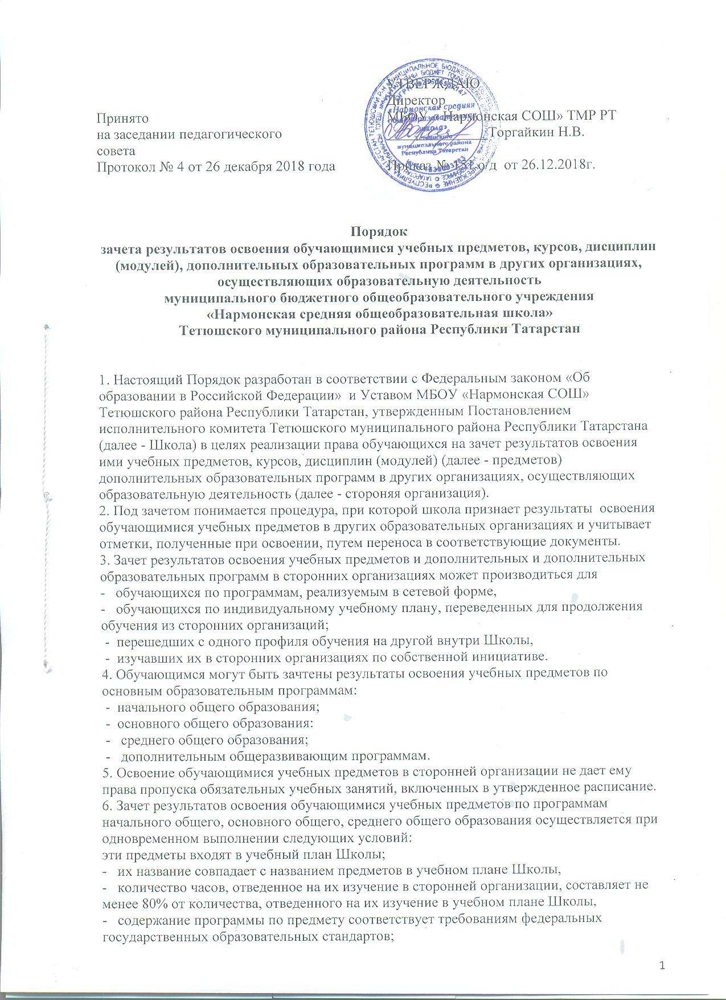 Принято
на заседании педагогического
совета
Протокол № 4 от 26 декабря 2018 года
УТВЕРЖДАЮ
Директор
МБОУ « Нармонская СОШ» ТМР РТ
Торгайкин Н.В.
Приказ № 151 о/д от 26.12.2018г.
«Нармонская средняя
общеобразовательная
школа»
Тетюшского
муниципального района
Республики Татарстан
Порядок
зачета результатов освоения обучающимися учебных предметов, курсов, дисциплин
(модулей), дополнительных образовательных программ в других организациях,
осуществляющих образовательную деятельность
муниципального бюджетного общеобразовательного учреждения
«Нармонская средняя общеобразовательная школа»
Тетюшского муниципального района Республики Татарстан
1. Настоящий Порядок разработан в соответствии с Федеральным законом «Об
образовании в Российской Федерации» и Уставом МБОУ «Нармонская СОШ»
Тетюшского района Республики Татарстан, утвержденным Постановлением
исполнительного комитета Тетюшского муниципального района Республики Татарстана
(далее - Школа) в целях реализации права обучающихся на зачет результатов освоения
ими учебных предметов, курсов, дисциплин (модулей) (далее - предметов)
дополнительных образовательных программ в других организациях, осуществляющих
образовательную деятельность (далее - стороняя организация).
2. Под зачетом понимается процедура, при которой школа признает результаты освоения
обучающимися учебных предметов в других образовательных организациях и учитывает
отметки, полученные при освоении, путем переноса в соответствующие документы.
3. Зачет результатов освоения учебных предметов и дополнительных и дополнительных
образовательных программ в сторонних организациях может производиться для
- обучающихся по программам, реализуемым в сетевой форме,
- обучающихся по индивидуальному учебному плану, переведенных для продолжения
обучения из сторонних организаций;
- перешедших с одного профиля обучения на другой внутри Школы,
- изучавших их в сторонних организациях по собственной инициативе.
4. Обучающимся могут быть зачтены результаты освоения учебных предметов по
основным образовательным программам:
- начального общего образования;
- основного общего образования:
- среднего общего образования;
- дополнительным общеразвивающим программам.
5. Освоение обучающимися учебных предметов в сторонней организации не дает ему
права пропуска обязательных учебных занятий, включенных в утвержденное расписание.
6. Зачет результатов освоения обучающимися учебных предметов по программам
начального общего, основного общего, среднего общего образования осуществляется при
одновременном выполнении следующих условий:
эти предметы входят в учебный план Школы;
- их название совпадает с названием предметов в учебном плане Школы,
- количество часов, отведенное на их изучение в сторонней организации, составляет не
менее 80% от количества, отведенного на их изучение в учебном плане Школы,
- содержание программы по предмету соответствует требованиям федеральных
государственных образовательных стандартов;
1